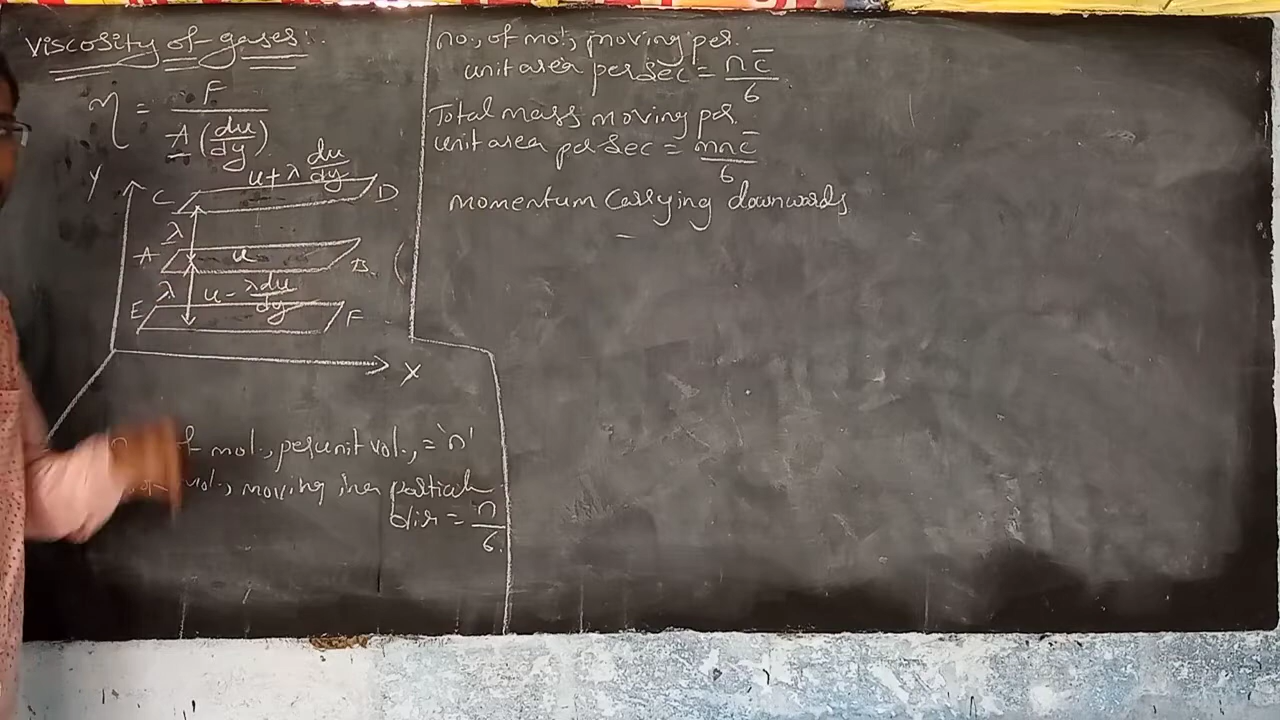 Viscosity of gases:
η = F / A (du/dy)
Y
u + λ du/dy
C D
λ
A u B
λ u - λdu/dy
E F
X
of mol., per unit vol., = 'n'
mol., moving in a particular
dir = n/6
no., of mol., moving per.
unit area per sec = nc̄/6
Total mass moving per.
unit area per sec = mnc̄/6
momentum carrying downwards